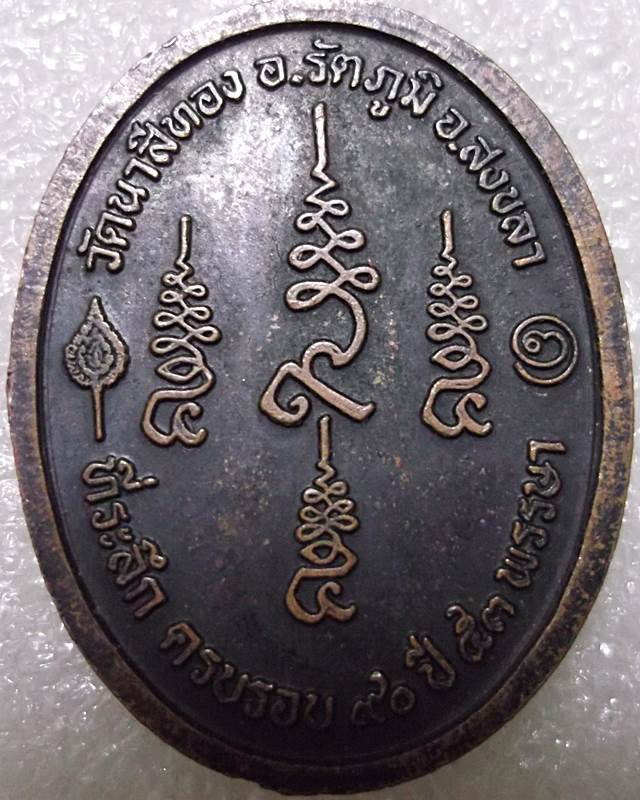 วัดนาสีทอง อ.รัตภูมิ จ.สงขลา
ที่ระลึก ครบรอบ ๙๐ ปี ๕๓ พรรษา